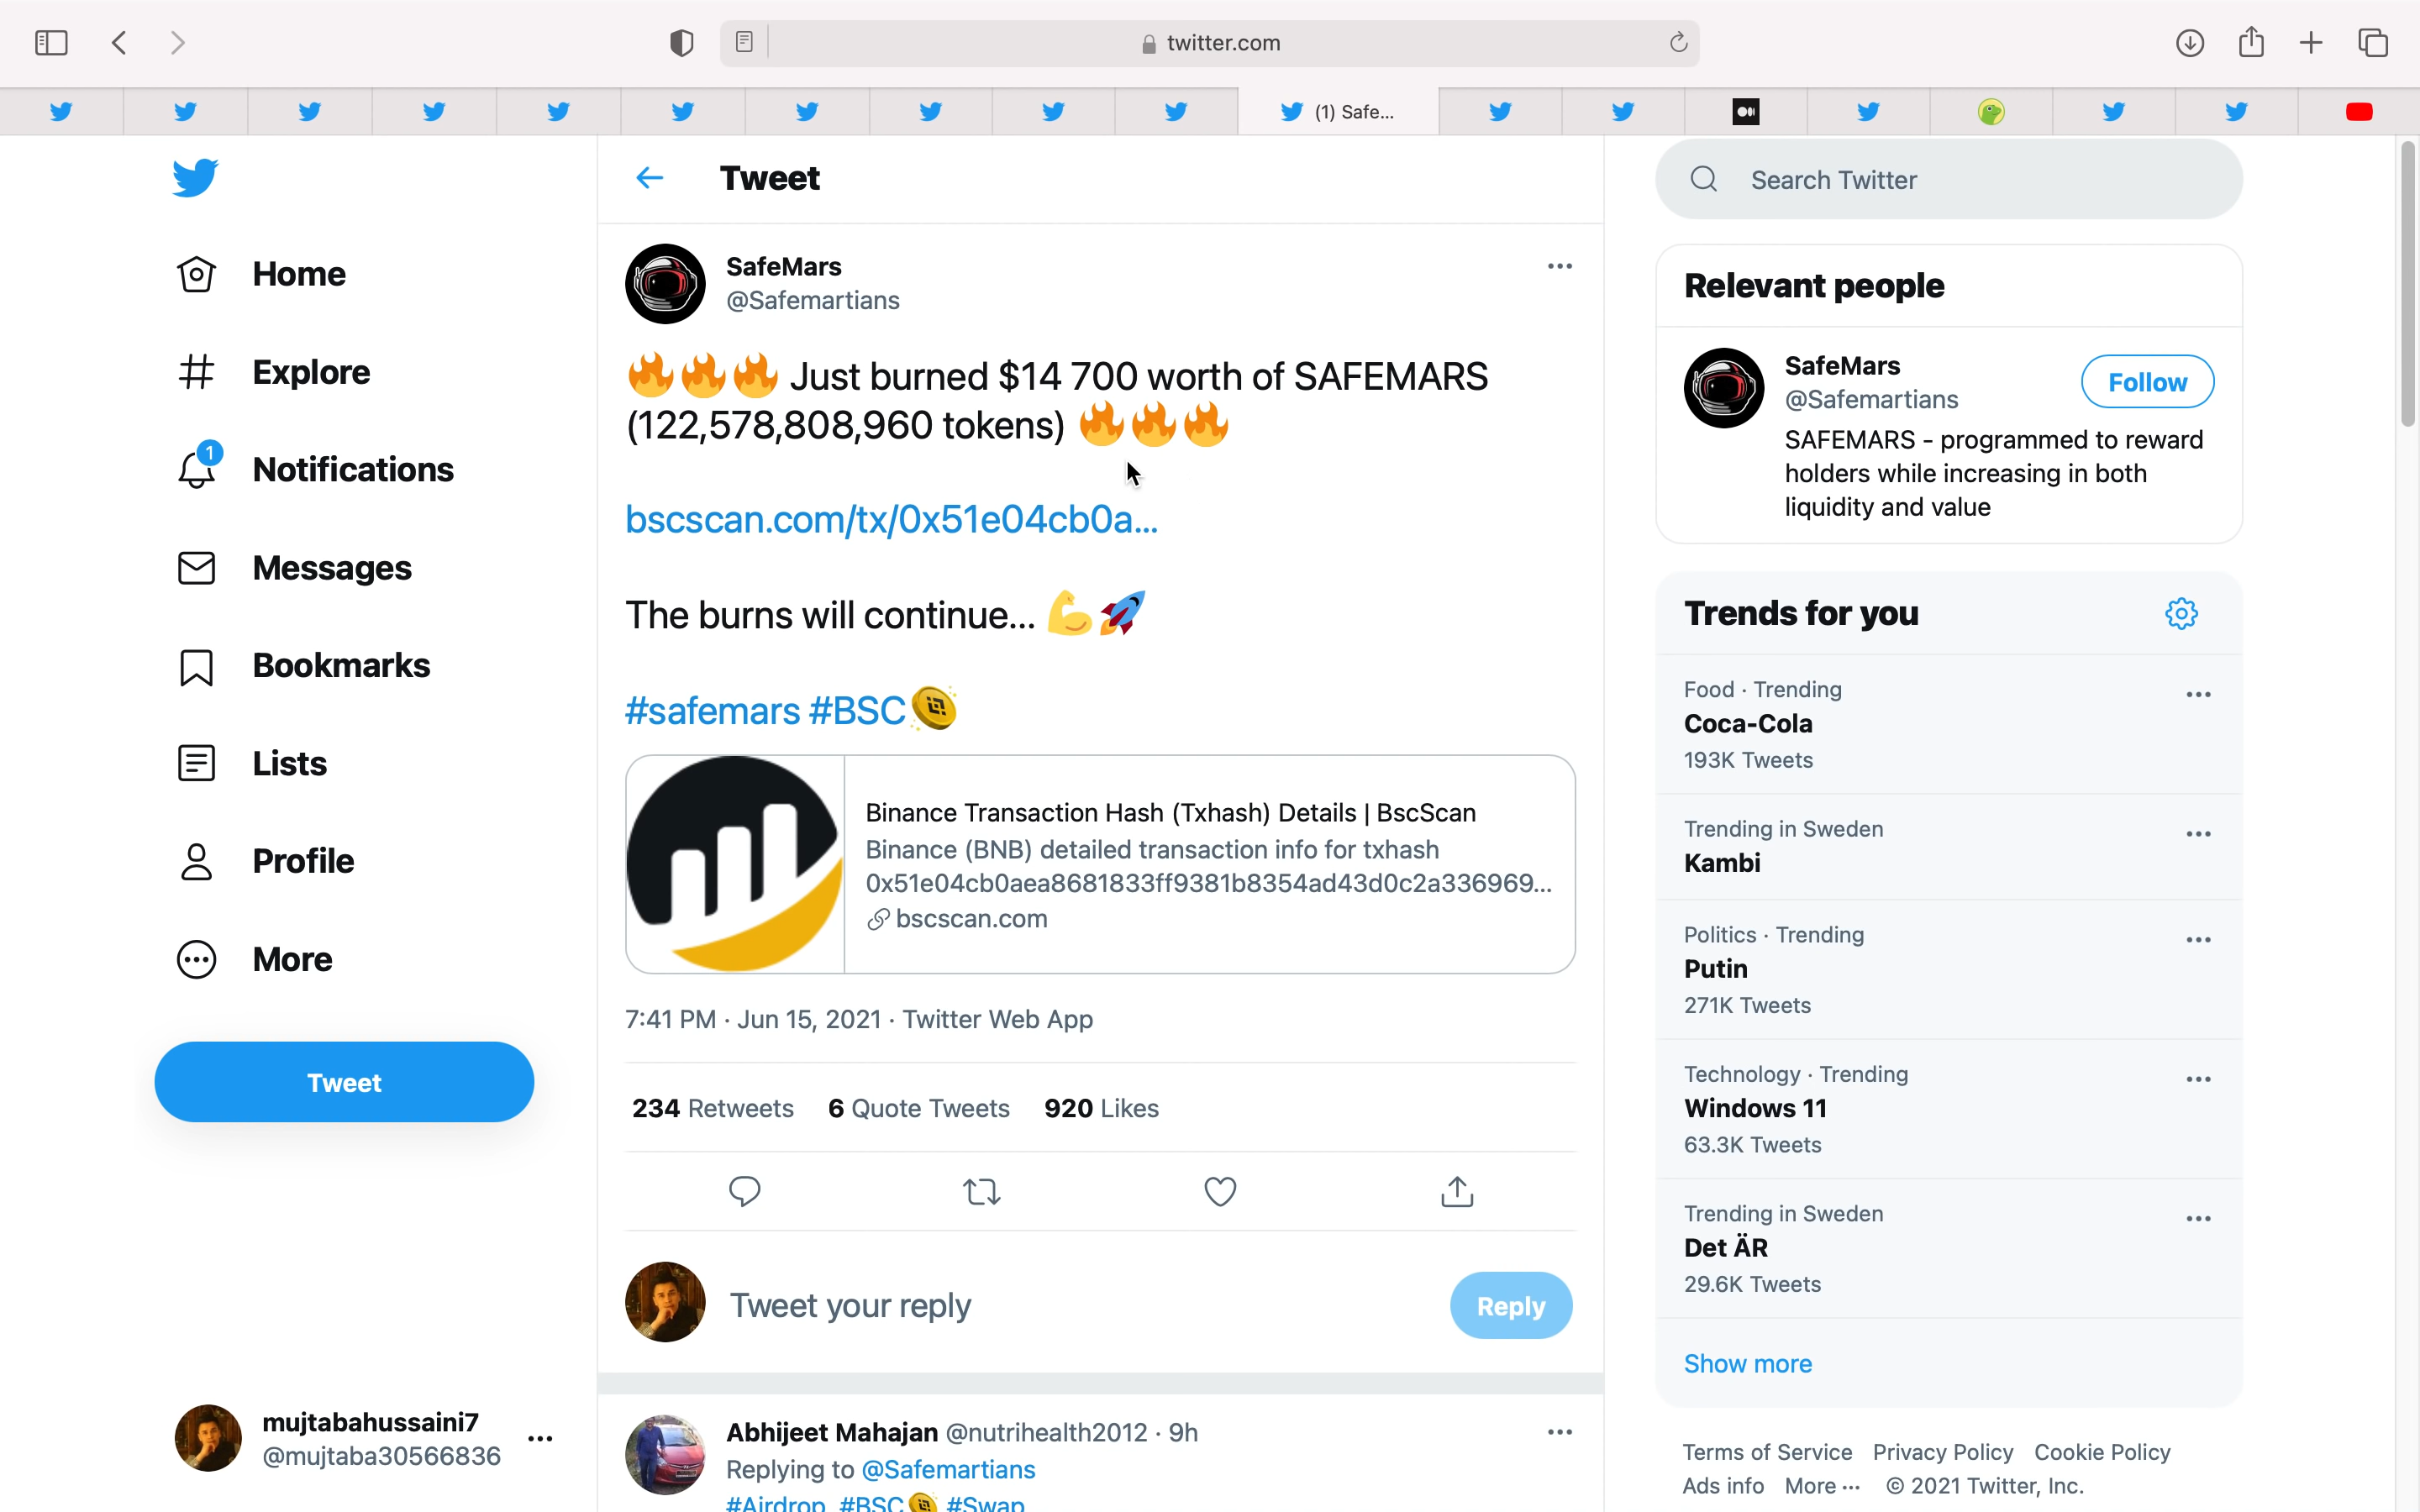 twitter.com
(1) Safe...
Home
Explore
1
Notifications
Messages
Bookmarks
Lists
Profile
More
Tweet
mujtabahussaini7
@mujtaba30566836
Tweet
SafeMars
@Safemartians
🔥🔥🔥 Just burned $14 700 worth of SAFEMARS
(122,578,808,960 tokens) 🔥🔥🔥
bscscan.com/tx/0x51e04cb0a...
The burns will continue... 💪🚀
#safemars #BSC
Binance Transaction Hash (Txhash) Details | BscScan
Binance (BNB) detailed transaction info for txhash
0x51e04cb0aea8681833ff9381b8354ad43d0c2a336969...
bscscan.com
7:41 PM · Jun 15, 2021 · Twitter Web App
234 Retweets 6 Quote Tweets 920 Likes
Tweet your reply
Reply
Abhijeet Mahajan @nutrihealth2012 · 9h
Replying to @Safemartians
#Airdrop #BSC #Swap
Search Twitter
Relevant people
SafeMars
@Safemartians
Follow
SAFEMARS - programmed to reward
holders while increasing in both
liquidity and value
Trends for you
Food · Trending
Coca-Cola
193K Tweets
Trending in Sweden
Kambi
Politics · Trending
Putin
271K Tweets
Technology · Trending
Windows 11
63.3K Tweets
Trending in Sweden
Det ÄR
29.6K Tweets
Show more
Terms of Service Privacy Policy Cookie Policy
Ads info More ··· © 2021 Twitter, Inc.